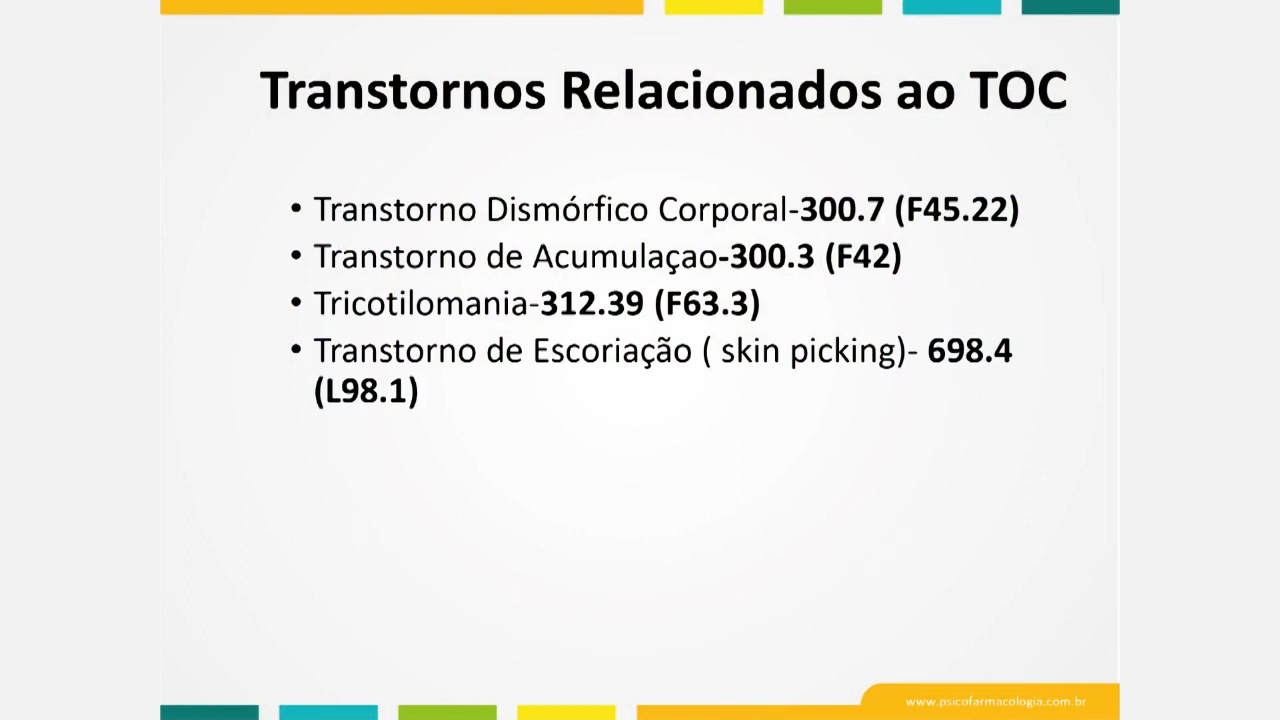 Transtornos Relacionados ao TOC
• Transtorno Dismórfico Corporal-300.7 (F45.22)
• Transtorno de Acumulaçao-300.3 (F42)
• Tricotilomania-312.39 (F63.3)
• Transtorno de Escoriação ( skin picking)- 698.4
(L98.1)
www.psicofarmacologia.com.br